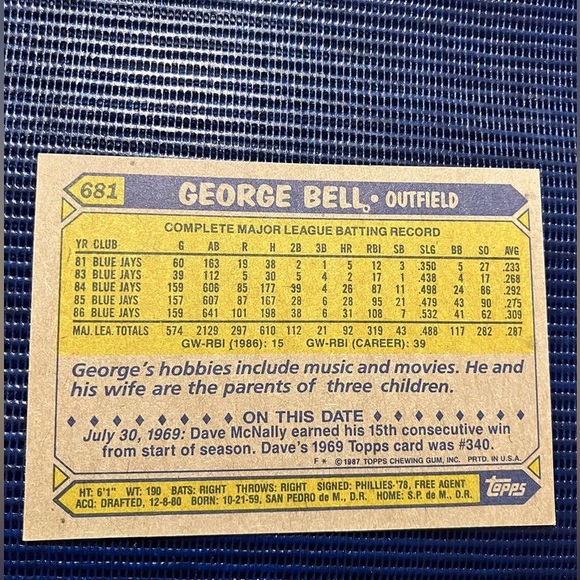 681 GEORGE BELL • OUTFIELD
COMPLETE MAJOR LEAGUE BATTING RECORD
YR CLUB G AB R H 2B 3B HR RBI SB SLG BB SO AVG
81 BLUE JAYS 60 163 19 38 2 1 5 12 3 .350 5 27 .233
83 BLUE JAYS 39 112 5 30 5 4 2 17 1 .438 4 17 .268
84 BLUE JAYS 159 606 85 177 39 4 26 87 11 .498 24 86 .292
85 BLUE JAYS 157 607 87 167 28 6 28 95 21 .479 43 90 .275
86 BLUE JAYS 159 641 101 198 38 6 31 108 7 .532 41 62 .309
MAJ. LEA. TOTALS 574 2129 297 610 112 21 92 319 43 .488 117 282 .287
GW-RBI (1986): 15 GW-RBI (CAREER): 39
George's hobbies include music and movies. He and
his wife are the parents of three children.
ON THIS DATE
July 30, 1969: Dave McNally earned his 15th consecutive win
from start of season. Dave's 1969 Topps card was #340.
F * ©1987 TOPPS CHEWING GUM, INC. PRTD. IN U.S.A.
HT: 6'1" WT: 190 BATS: RIGHT THROWS: RIGHT SIGNED: PHILLIES-'78, FREE AGENT
ACQ: DRAFTED, 12-8-80 BORN: 10-21-59, SAN PEDRO de M., D.R. HOME: S.P. de M., D.R.
TOPPS